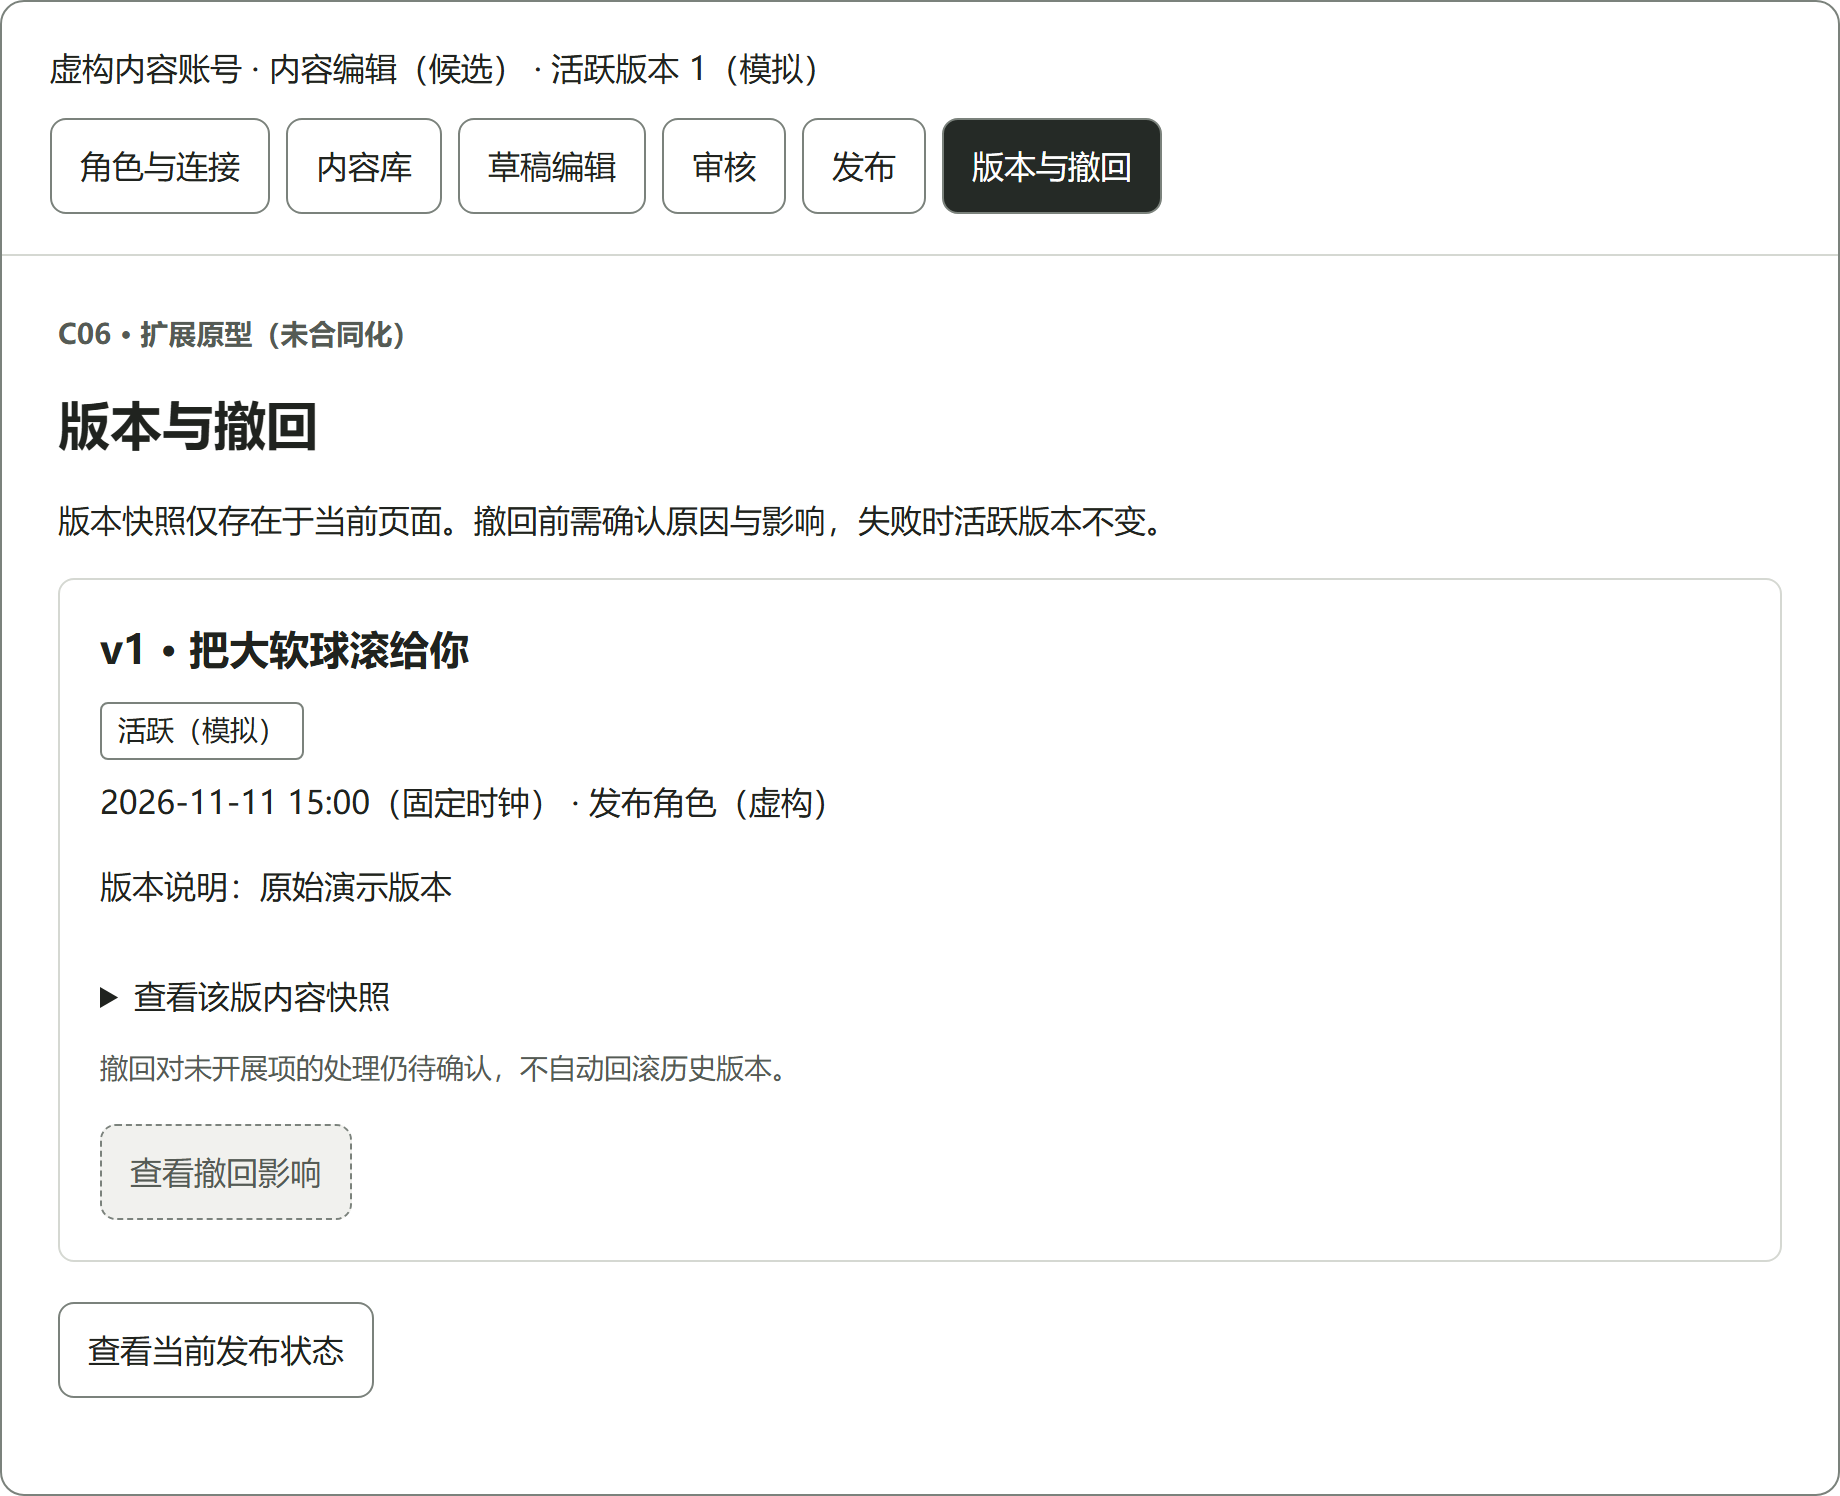 虚构内容账号 · 内容编辑（候选） · 活跃版本 1（模拟）
角色与连接 内容库 草稿编辑 审核 发布 版本与撤回
C06 • 扩展原型（未合同化）
版本与撤回
版本快照仅存在于当前页面。撤回前需确认原因与影响，失败时活跃版本不变。
v1 • 把大软球滚给你
活跃（模拟）
2026-11-11 15:00（固定时钟） · 发布角色（虚构）
版本说明：原始演示版本
▶ 查看该版内容快照
撤回对未开展项的处理仍待确认，不自动回滚历史版本。
查看撤回影响
查看当前发布状态